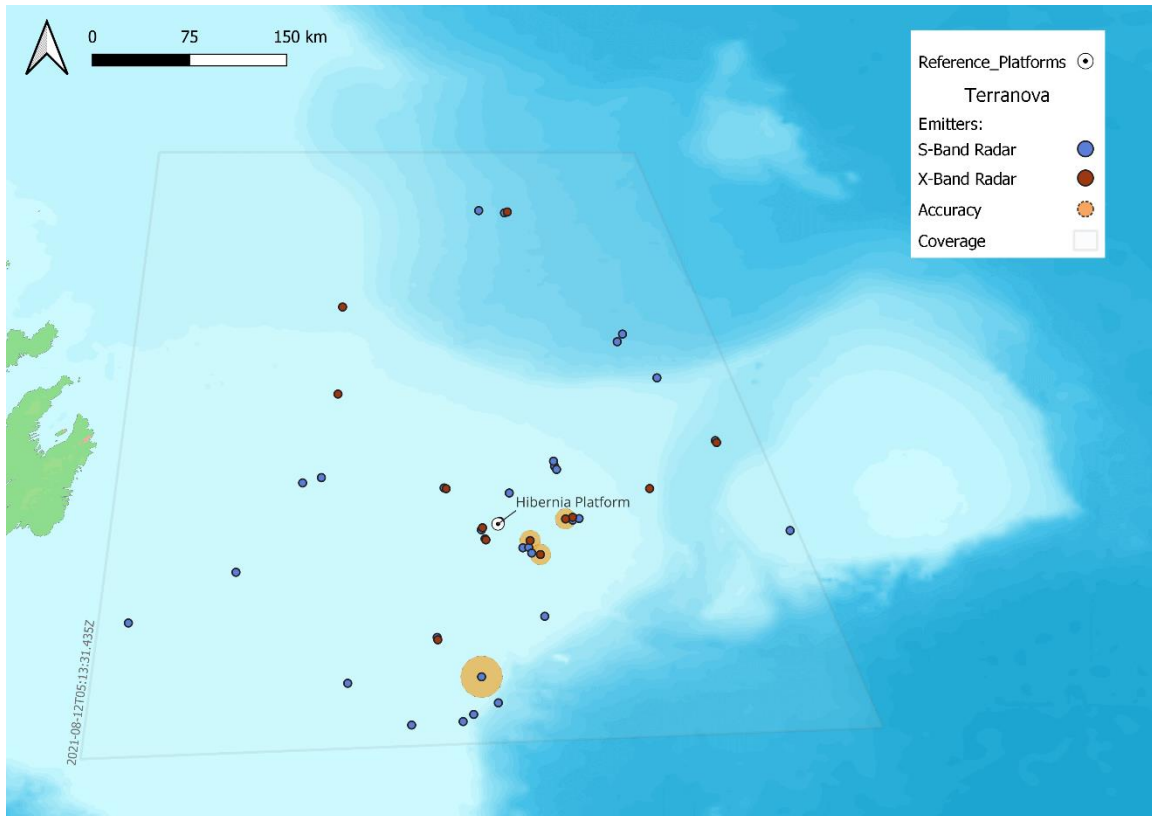 0 75 150 km
Reference_Platforms
Terranova
Emitters:
S-Band Radar
X-Band Radar
Accuracy
Coverage
Hibernia Platform
2021-08-12T05:13:31.435Z